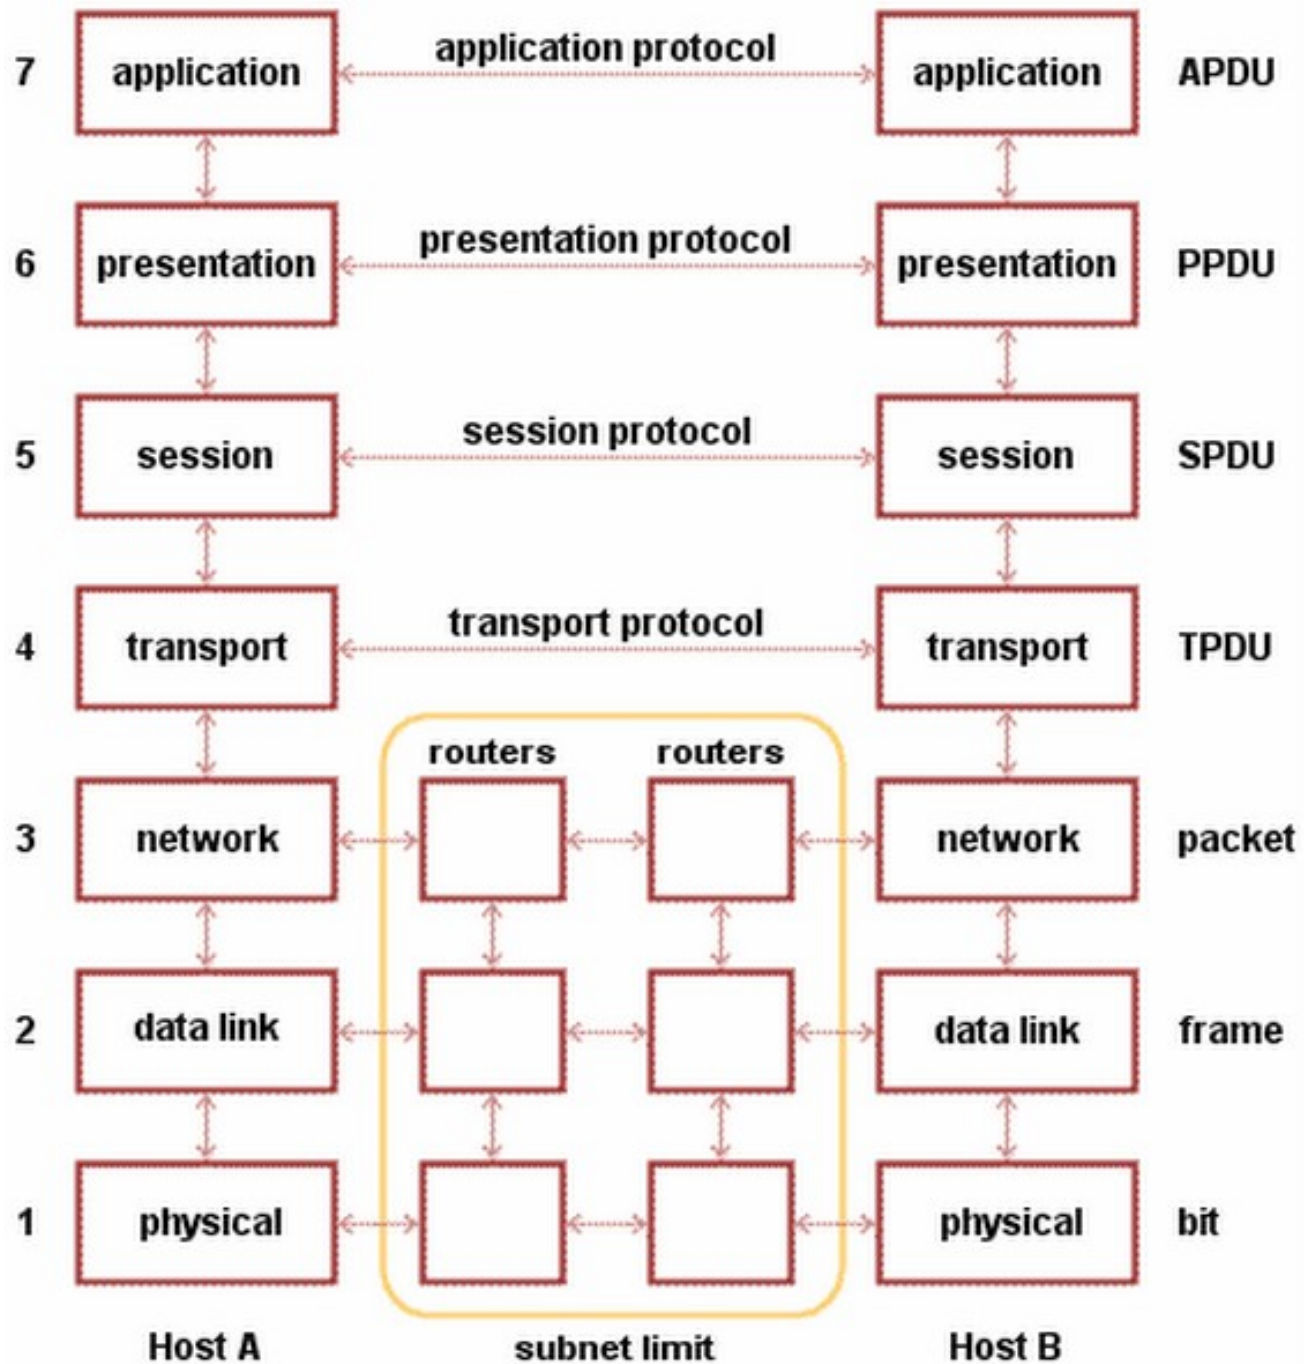 application protocol
7 application application APDU
presentation protocol
6 presentation presentation PPDU
session protocol
5 session session SPDU
transport protocol
4 transport transport TPDU
routers routers
3 network network packet
2 data link data link frame
1 physical physical bit
Host A subnet limit Host B